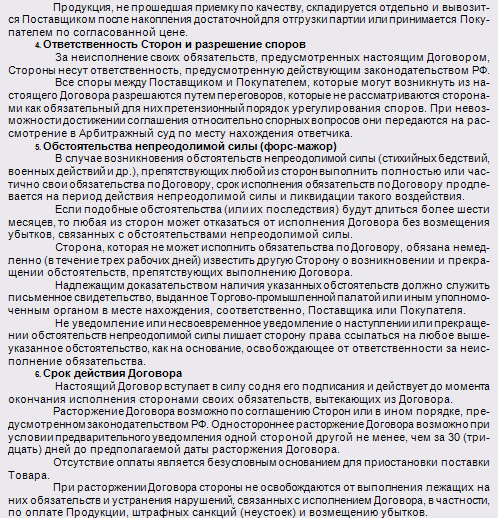 Продукция, не прошедшая приемку по качеству, складируется отдельно и вывозит-
ся Поставщиком после накопления достаточной для отгрузки партии или принимается Поку-
пателем по согласованной цене.
4. Ответственность Сторон и разрешение споров
За неисполнение своих обязательств, предусмотренных настоящим Договором,
Стороны несут ответственность, предусмотренную действующим законодательством РФ.
Все споры между Поставщиком и Покупателем, которые могут возникнуть из на-
стоящего Договора разрешаются путем переговоров, которые не рассматриваются сторона-
ми как обязательный для них претензионный порядок урегулирования споров. При невоз-
можности достижении соглашения относительно спорных вопросов они передаются на рас-
смотрение в Арбитражный суд по месту нахождения ответчика.
5. Обстоятельства непреодолимой силы (форс-мажор)
В случае возникновения обстоятельств непреодолимой силы (стихийных бедствий,
военных действий и др.), препятствующих любой из сторон выполнить полностью или час-
тично свои обязательства по Договору, срок исполнения обязательств по Договору продле-
вается на период действия непреодолимой силы и ликвидации такого воздействия.
Если подобные обстоятельства (или их последствия) будут длиться более шести
месяцев, то любая из сторон может отказаться от исполнения Договора без возмещения
убытков, связанных с обстоятельствами непреодолимой силы.
Сторона, которая не может исполнить обязательства по Договору, обязана немед-
ленно (в течение трех рабочих дней) известить другую Сторону о возникновении и прекра-
щении обстоятельств, препятствующих выполнению Договора.
Надлежащим доказательством наличия указанных обстоятельств должно служить
письменное свидетельство, выданное Торгово-промышленной палатой или иным уполномо-
ченным органом в месте нахождения, соответственно, Поставщика или Покупателя.
Не уведомление или несвоевременное уведомление о наступлении или прекраще-
нии обстоятельств непреодолимой силы лишает сторону права ссылаться на любое выше-
указанное обстоятельство, как на основание, освобождающее от ответственности за неис-
полнение обязательства.
6. Срок действия Договора
Настоящий Договор вступает в силу со дня его подписания и действует до момента
окончания исполнения сторонами своих обязательств, вытекающих из Договора.
Расторжение Договора возможно по соглашению Сторон или в ином порядке, пре-
дусмотренном законодательством РФ. Одностороннее расторжение Договора возможно при
условии предварительного уведомления одной стороной другой не менее, чем за 30 (три-
дцать) дней до предполагаемой даты расторжения Договора.
Отсутствие оплаты является безусловным основанием для приостановки поставки
Товара.
При расторжении Договора стороны не освобождаются от выполнения лежащих на
них обязательств и устранения нарушений, связанных с исполнением Договора, в частности,
по оплате Продукции, штрафных санкций (неустоек) и возмещению убытков.